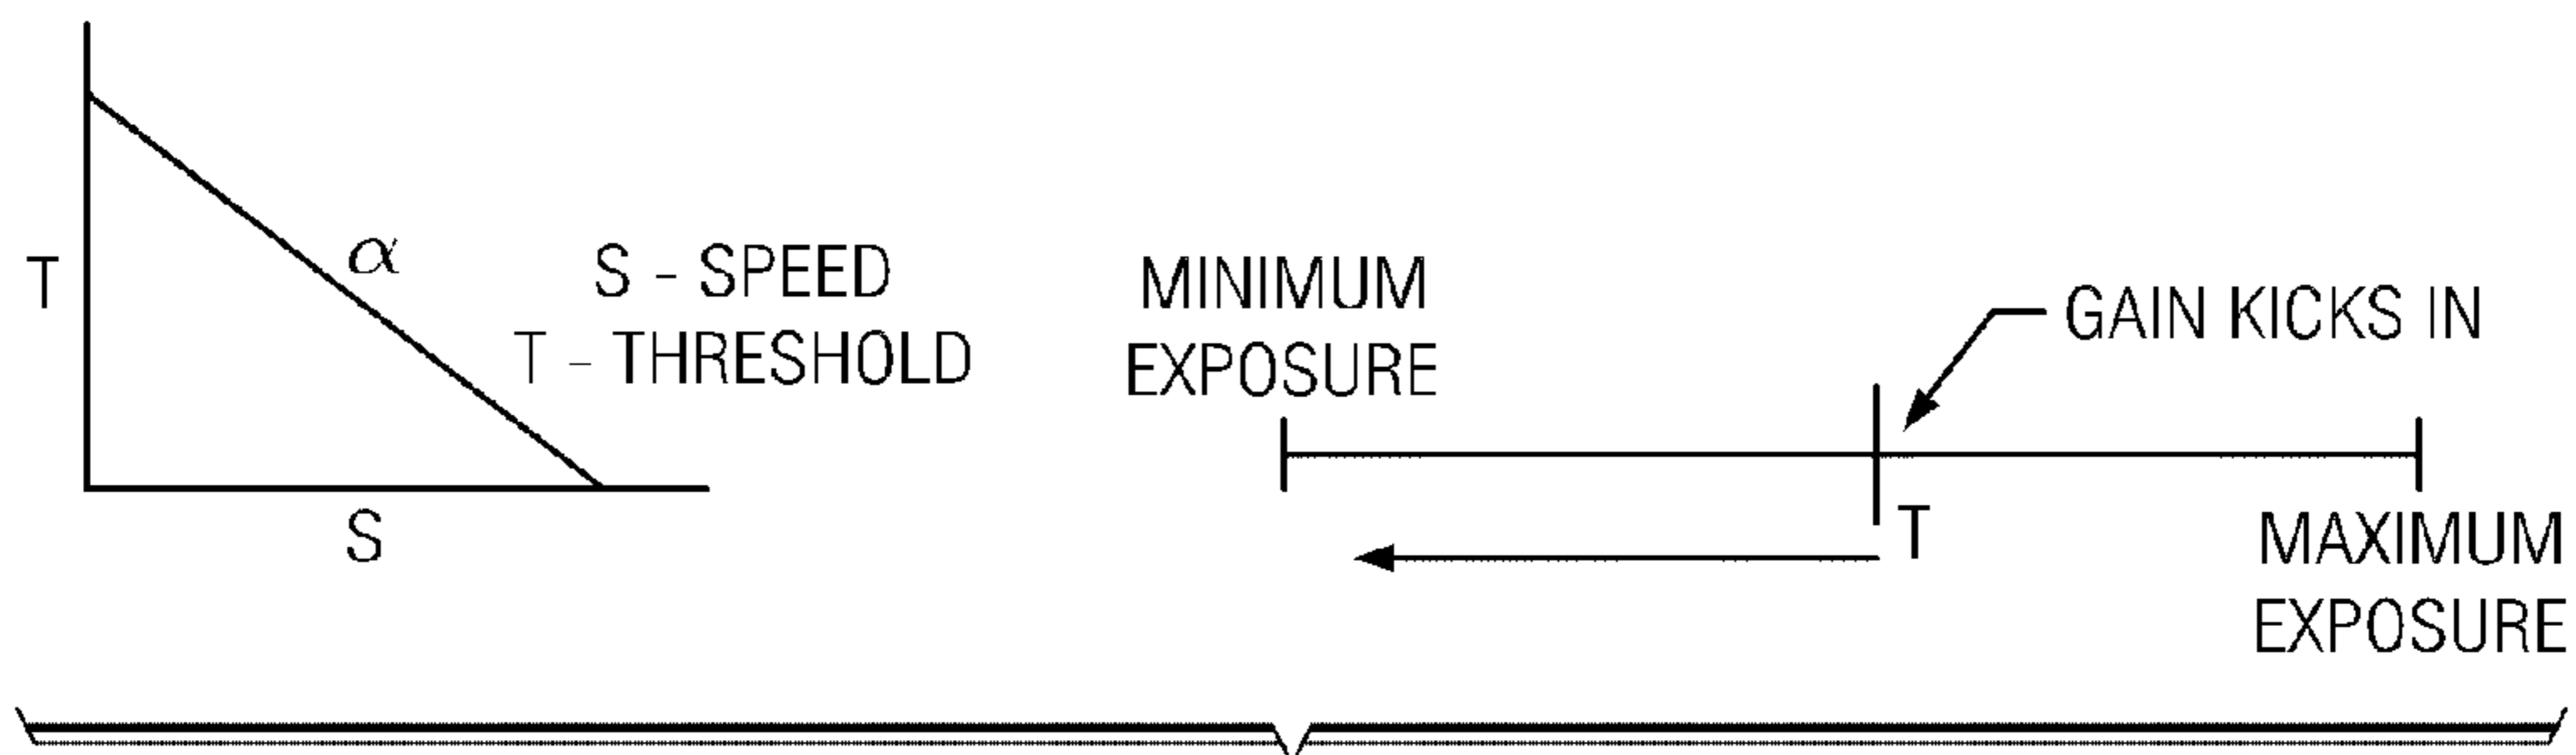 T
α
S
S - SPEED
T - THRESHOLD
MINIMUM
EXPOSURE
GAIN KICKS IN
T
MAXIMUM
EXPOSURE